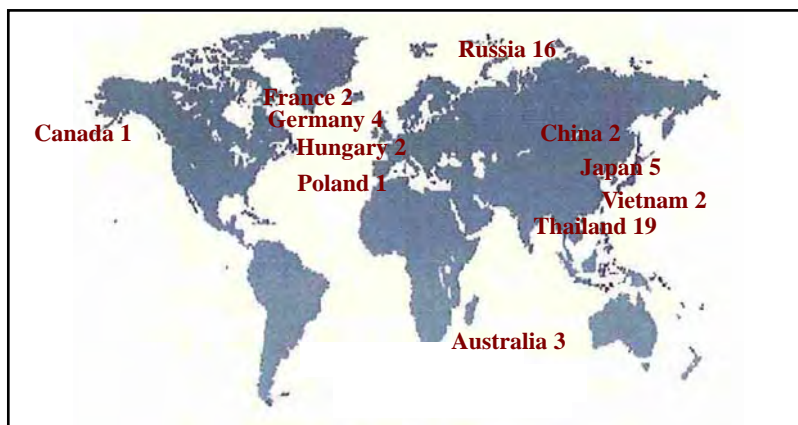 Russia 16
France 2
Germany 4
Canada 1
China 2
Hungary 2
Japan 5
Poland 1
Vietnam 2
Thailand 19
Australia 3